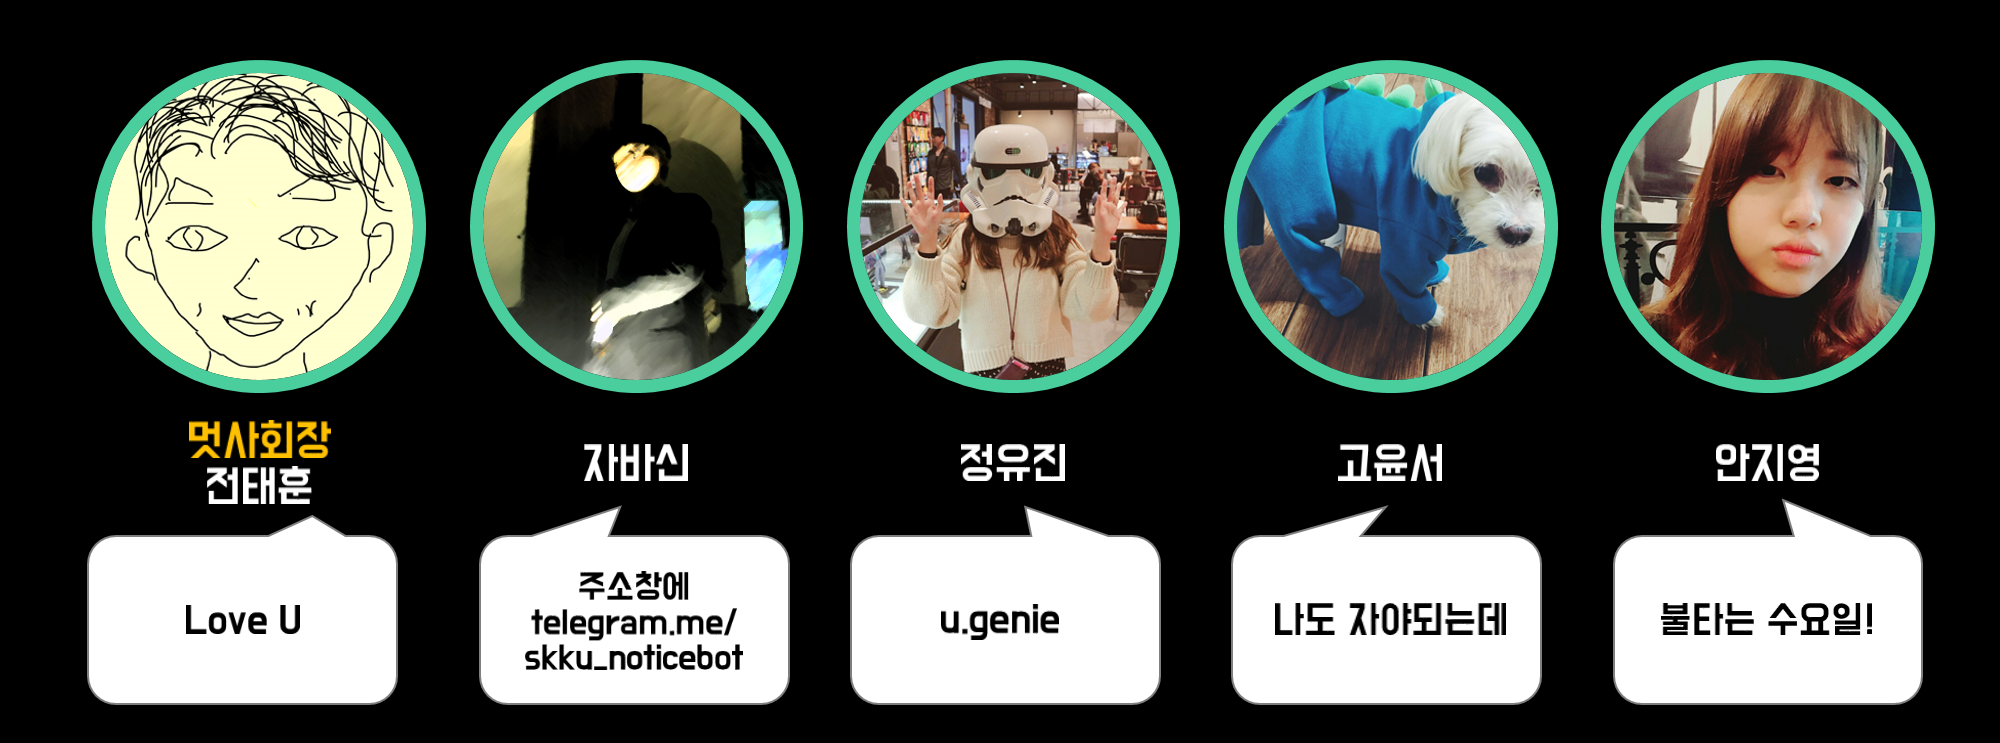 멋사회장
전태훈
자바신
정유진
고윤서
안지영
Love U
주소창에
telegram.me/
skku_noticebot
u.genie
나도 자야되는데
불타는 수요일!